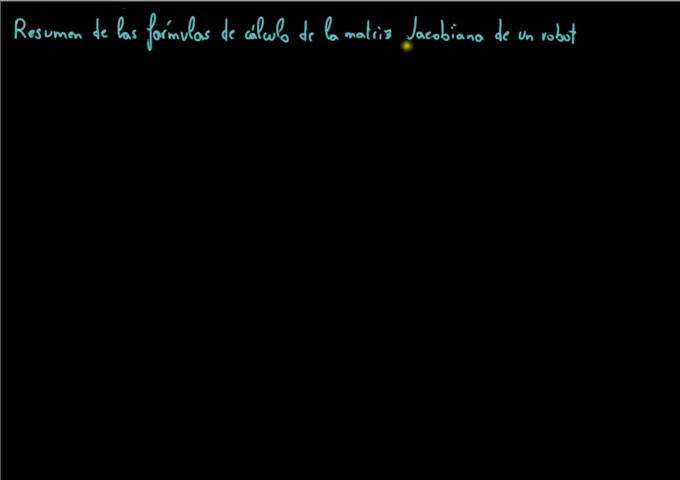 Resumen de las fórmulas de cálculo de la matriz Jacobiana de un robot